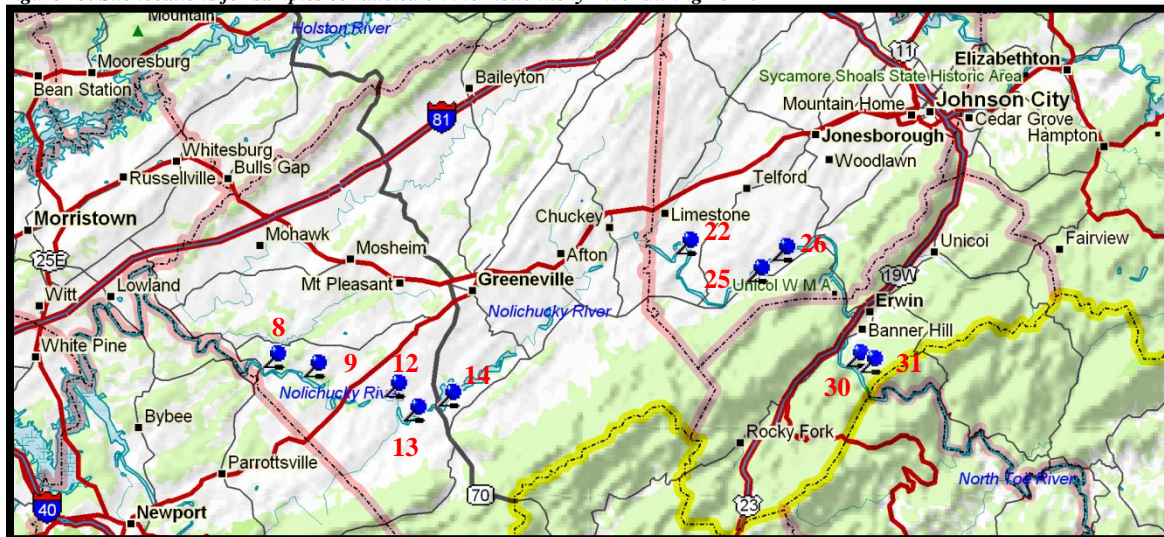 Mountain
Holston River
11
Elizabethton
Mooresburg
Bean Station
Baileyton
Sycamore Shoals State Historic Area
81
Mountain Home
Johnson City
Cedar Grove
Jonesborough
Hampton
Whitesburg
Bulls Gap
Woodlawn
Russellville
Telford
Morristown
Chuckey
Limestone
Mohawk
22
26
Unicoi
Fairview
Mosheim
Afton
25E
Mt Pleasant
Greeneville
25
Unicoi W M A
19W
Witt
Lowland
Nolichucky River
Erwin
Banner Hill
8
White Pine
9
12
14
31
30
Nolichucky Riv
Bybee
13
Rocky Fork
Parrottsville
North Toe River
70
40
23
Newport